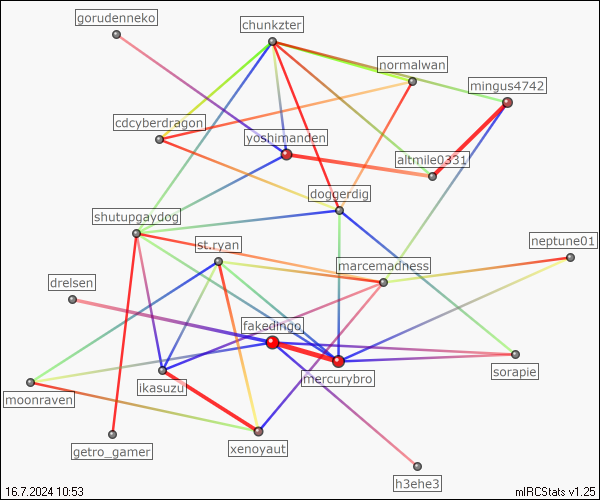 gorudenneko
chunkzter
normalwan
mingus4742
cdcyberdragon
yoshimanden
altmile0331
doggerdig
shutupgaydog
st.ryan
neptune01
marcemadness
drelsen
fakedingo
mercurybro
sorapie
ikasuzu
moonraven
getro_gamer
xenoyaut
h3ehe3
16.7.2024 10:53
mIRCStats v1.25